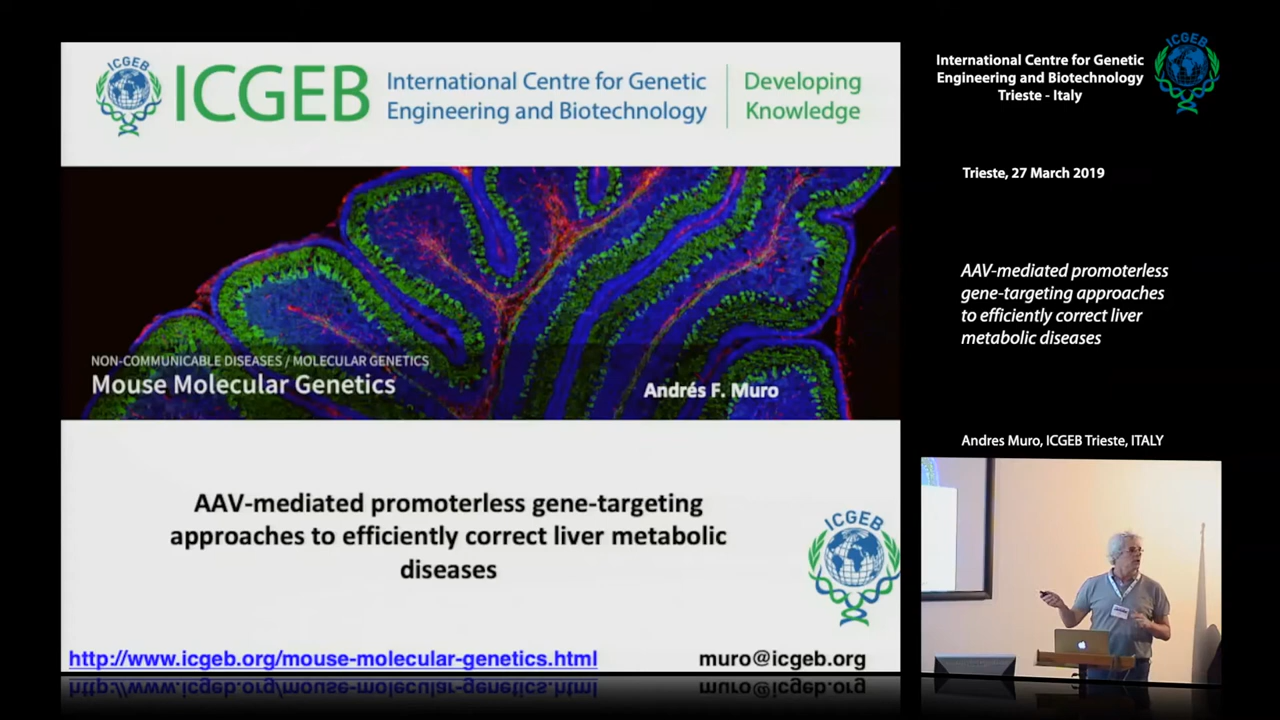 ICGEB
ICGEB
International Centre for Genetic
Engineering and Biotechnology
Developing
Knowledge
NON-COMMUNICABLE DISEASES / MOLECULAR GENETICS
Mouse Molecular Genetics
Andrés F. Muro
AAV-mediated promoterless gene-targeting
approaches to efficiently correct liver metabolic
diseases
ICGEB
http://www.icgeb.org/mouse-molecular-genetics.html
muro@icgeb.org
International Centre for Genetic
Engineering and Biotechnology
Trieste - Italy
ICGEB
Trieste, 27 March 2019
AAV-mediated promoterless
gene-targeting approaches
to efficiently correct liver
metabolic diseases
Andres Muro, ICGEB Trieste, ITALY